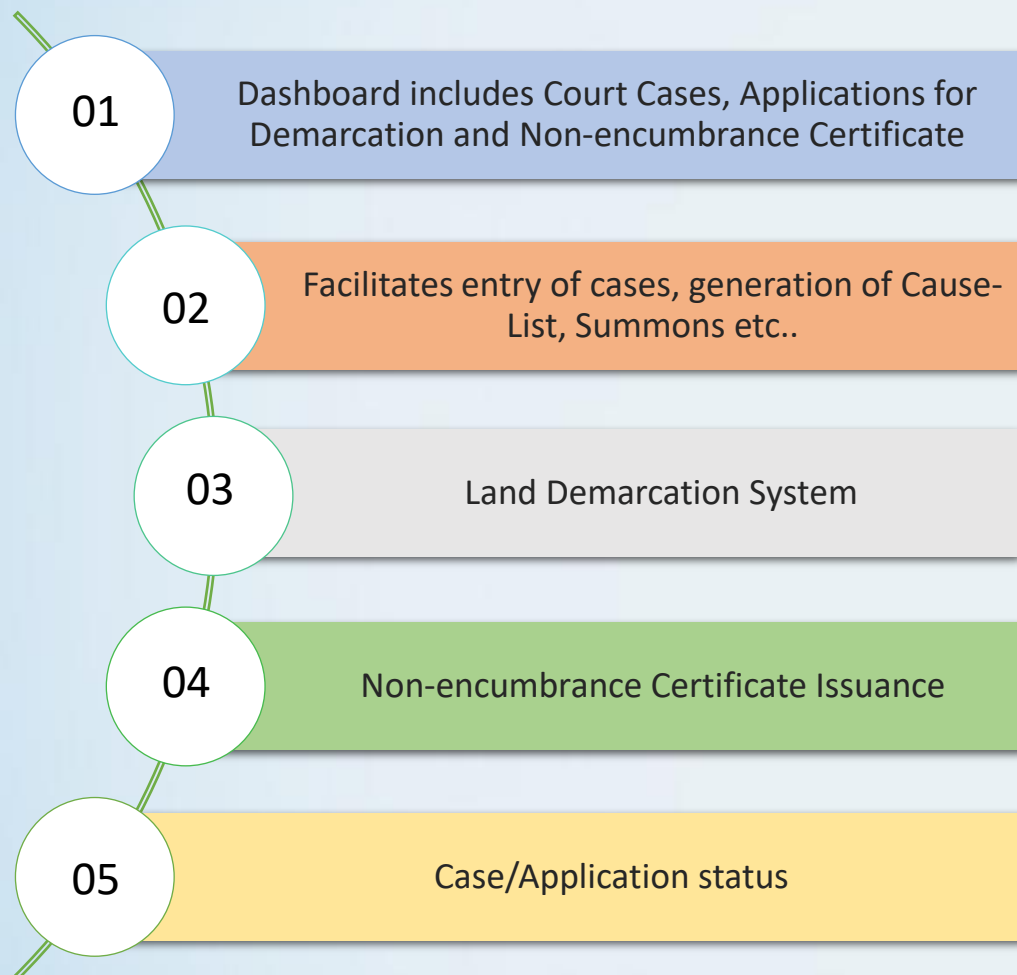 01
Dashboard includes Court Cases, Applications for
Demarcation and Non-encumbrance Certificate
02
Facilitates entry of cases, generation of Cause-
List, Summons etc..
03
Land Demarcation System
04
Non-encumbrance Certificate Issuance
05
Case/Application status